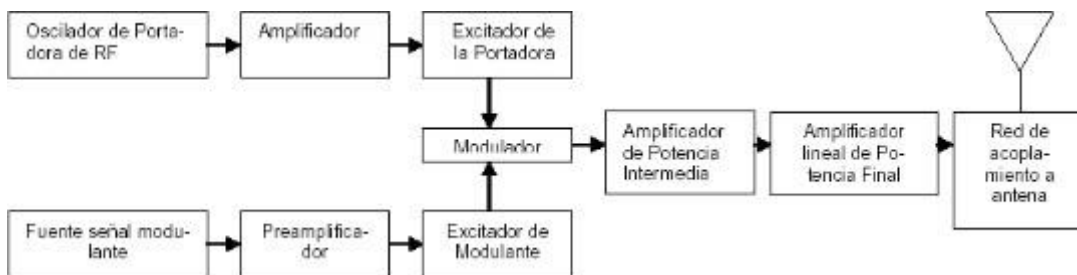 Oscilador de Porta-
dora de RF
Amplificador
Excitador de
la Portadora
Modulador
Amplificador
de Potencia
Intermedia
Amplificador
lineal de Po-
tencia Final
Red de
acopla-
miento a
antena
Fuente señal modu-
lante
Preamplifica-
dor
Excitador de
Modulante